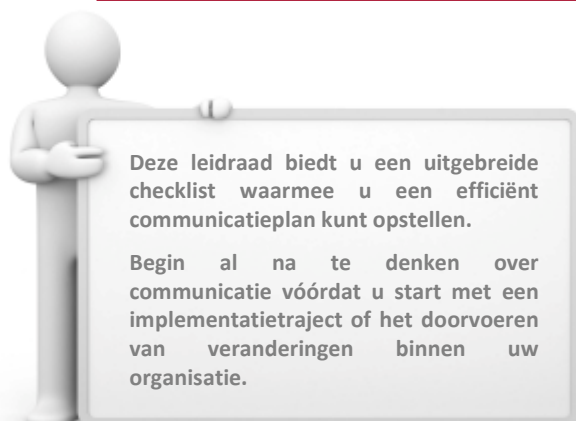 Deze leidraad biedt u een uitgebreide
checklist waarmee u een efficiënt
communicatieplan kunt opstellen.
Begin al na te denken over
communicatie vóórdat u start met een
implementatietraject of het doorvoeren
van veranderingen binnen uw
organisatie.